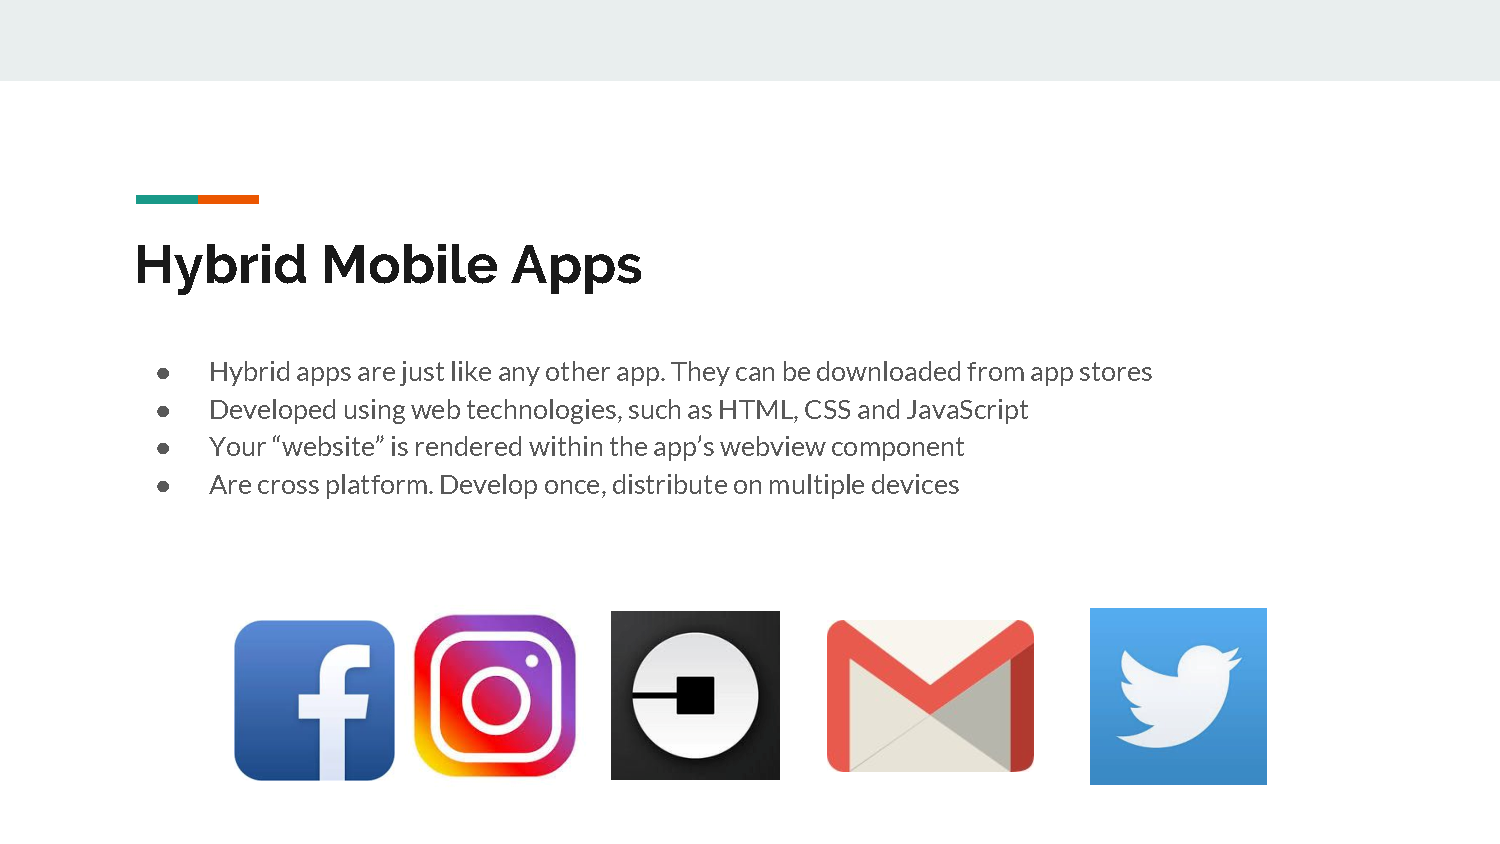 Hybrid Mobile Apps
● Hybrid apps are just like any other app. They can be downloaded from app stores
● Developed using web technologies, such as HTML, CSS and JavaScript
● Your “website” is rendered within the app’s webview component
● Are cross platform. Develop once, distribute on multiple devices